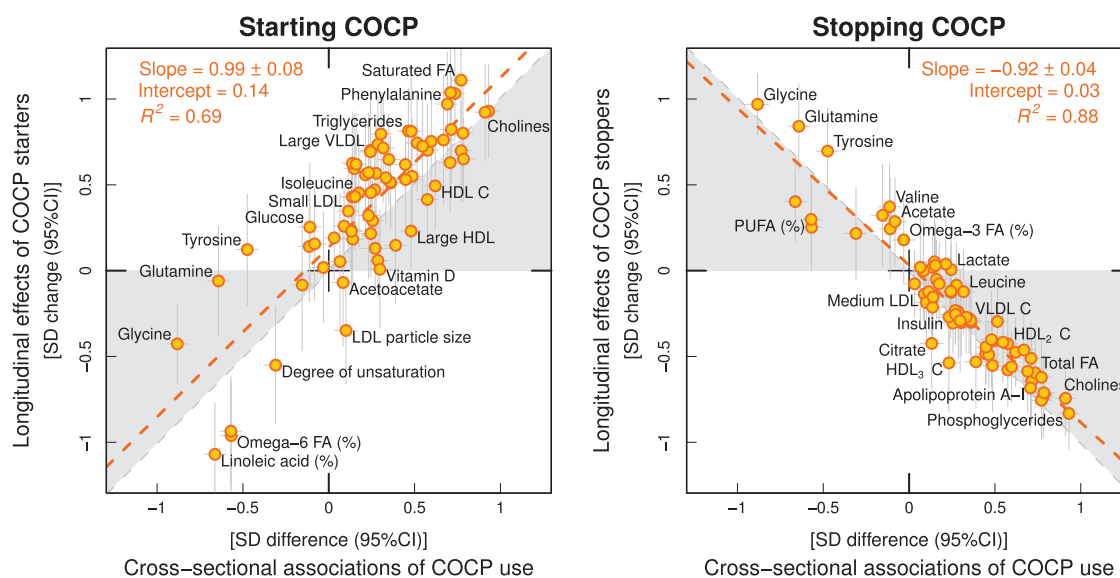 Starting COCP
Slope = 0.99 ± 0.08
Intercept = 0.14
R² = 0.69
Saturated FA
Phenylalanine
Triglycerides
Large VLDL
Cholines
Isoleucine
HDL C
Small LDL
Glucose
Large HDL
Tyrosine
Vitamin D
Glutamine
Acetoacetate
LDL particle size
Glycine
Degree of unsaturation
Omega−6 FA (%)
Linoleic acid (%)
1
0.5
0
−0.5
−1
−1
−0.5
0
0.5
1
Longitudinal effects of COCP starters
[SD change (95%CI)]
[SD difference (95%CI)]
Cross−sectional associations of COCP use
Stopping COCP
Slope = −0.92 ± 0.04
Intercept = 0.03
R² = 0.88
Glycine
Glutamine
Tyrosine
Valine
Acetate
PUFA (%)
Omega−3 FA (%)
Lactate
Leucine
Medium LDL
VLDL C
Insulin
HDL₂ C
Citrate
HDL₃ C
Total FA
Cholines
Apolipoprotein A−I
Phosphoglycerides
1
0.5
0
−0.5
−1
−1
−0.5
0
0.5
1
Longitudinal effects of COCP stoppers
[SD change (95%CI)]
[SD difference (95%CI)]
Cross−sectional associations of COCP use